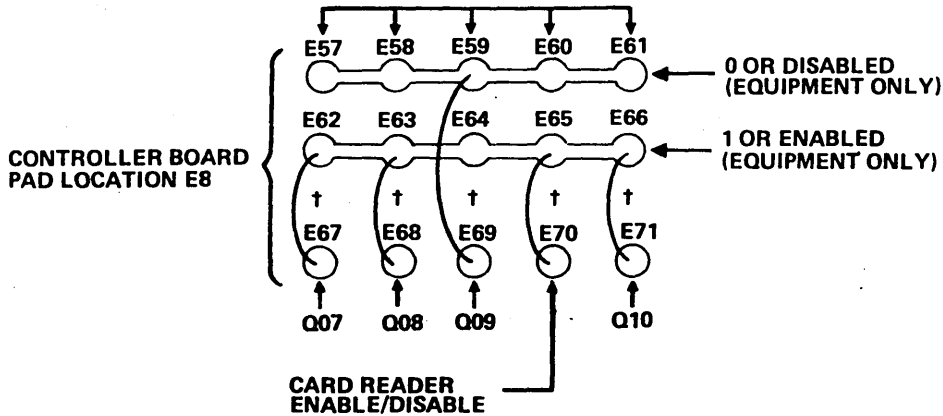 E57 E58 E59 E60 E61
0 OR DISABLED
(EQUIPMENT ONLY)
E62 E63 E64 E65 E66
1 OR ENABLED
(EQUIPMENT ONLY)
CONTROLLER BOARD
PAD LOCATION E8
† † † † †
E67 E68 E69 E70 E71
Q07 Q08 Q09 Q10
CARD READER
ENABLE/DISABLE